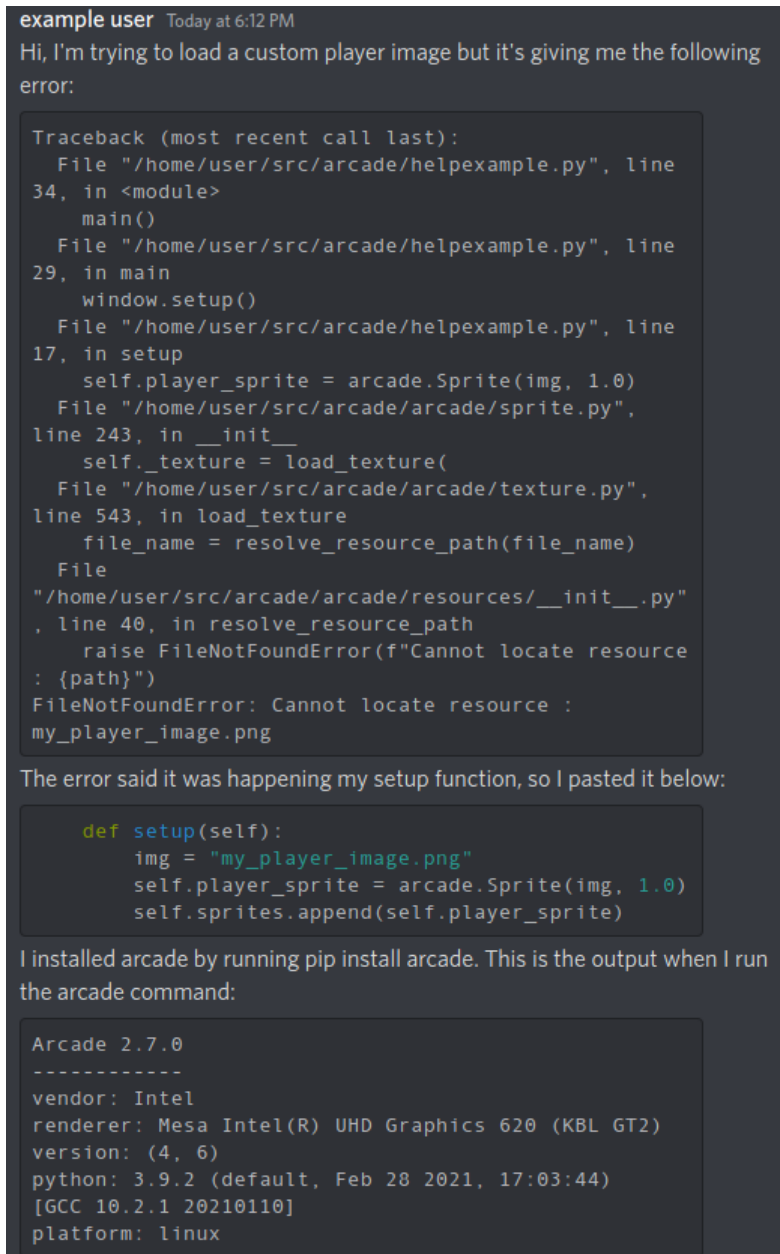 example user Today at 6:12 PM
Hi, I'm trying to load a custom player image but it's giving me the following
error:
Traceback (most recent call last):
  File "/home/user/src/arcade/helpexample.py", line
34, in <module>
    main()
  File "/home/user/src/arcade/helpexample.py", line
29, in main
    window.setup()
  File "/home/user/src/arcade/helpexample.py", line
17, in setup
    self.player_sprite = arcade.Sprite(img, 1.0)
  File "/home/user/src/arcade/arcade/sprite.py",
line 243, in __init__
    self._texture = load_texture(
  File "/home/user/src/arcade/arcade/texture.py",
line 543, in load_texture
    file_name = resolve_resource_path(file_name)
  File
"/home/user/src/arcade/arcade/resources/__init__.py"
, line 40, in resolve_resource_path
    raise FileNotFoundError(f"Cannot locate resource
: {path}")
FileNotFoundError: Cannot locate resource :
my_player_image.png
The error said it was happening my setup function, so I pasted it below:
    def setup(self):
        img = "my_player_image.png"
        self.player_sprite = arcade.Sprite(img, 1.0)
        self.sprites.append(self.player_sprite)
I installed arcade by running pip install arcade. This is the output when I run
the arcade command:
Arcade 2.7.0
------------
vendor: Intel
renderer: Mesa Intel(R) UHD Graphics 620 (KBL GT2)
version: (4, 6)
python: 3.9.2 (default, Feb 28 2021, 17:03:44)
[GCC 10.2.1 20210110]
platform: linux